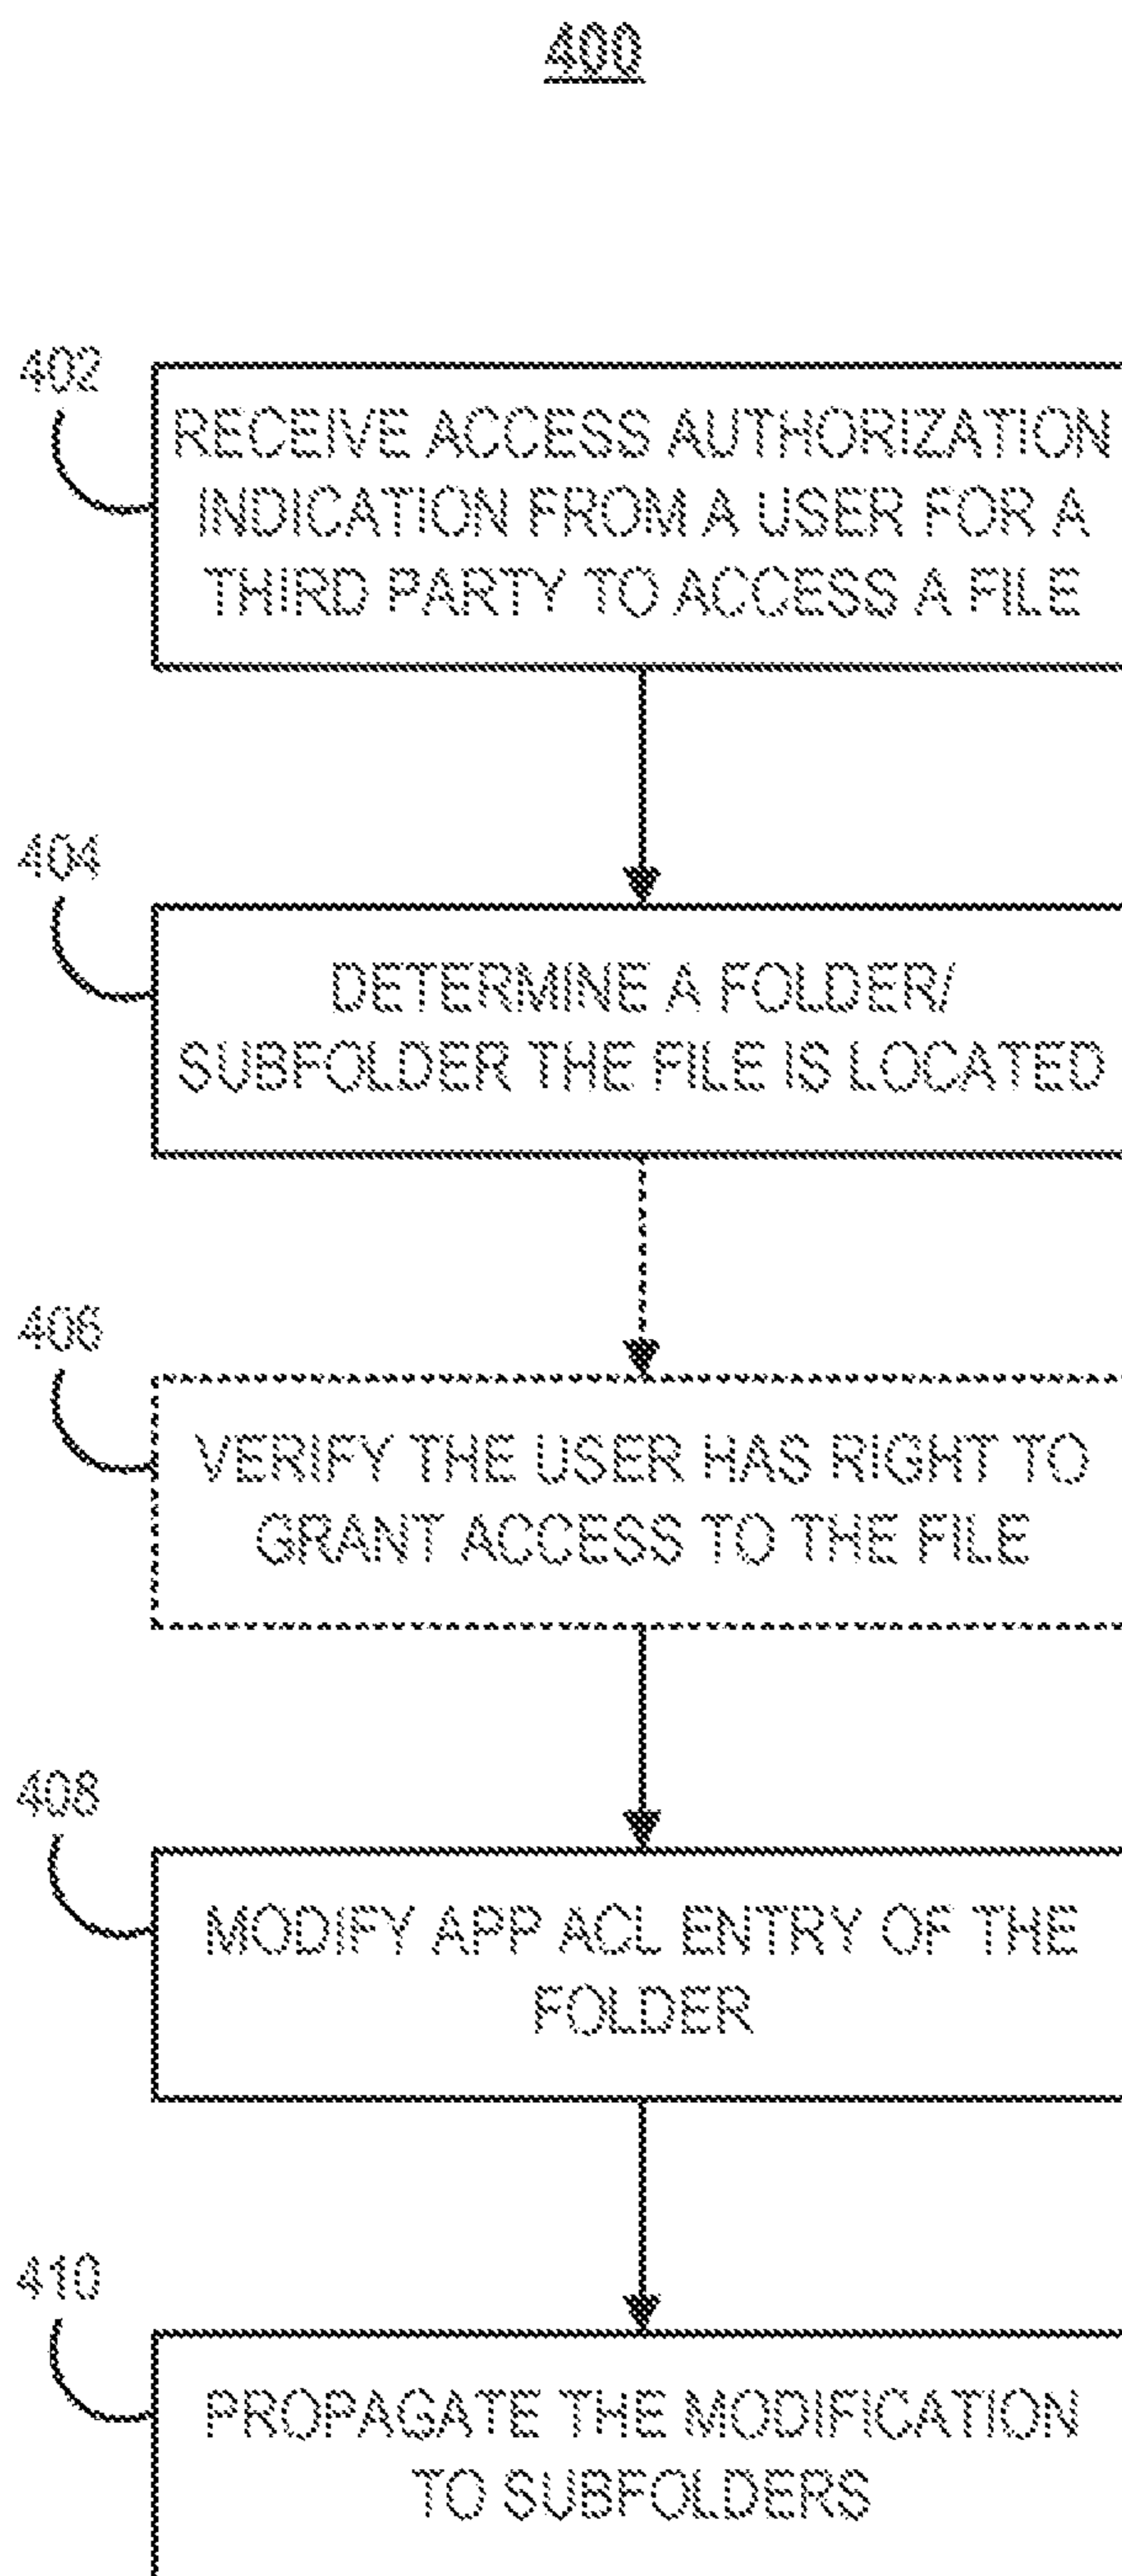 400
402
RECEIVE ACCESS AUTHORIZATION
INDICATION FROM A USER FOR A
THIRD PARTY TO ACCESS A FILE
404
DETERMINE A FOLDER/
SUBFOLDER THE FILE IS LOCATED
406
VERIFY THE USER HAS RIGHT TO
GRANT ACCESS TO THE FILE
408
MODIFY APP ACL ENTRY OF THE
FOLDER
410
PROPAGATE THE MODIFICATION
TO SUBFOLDERS